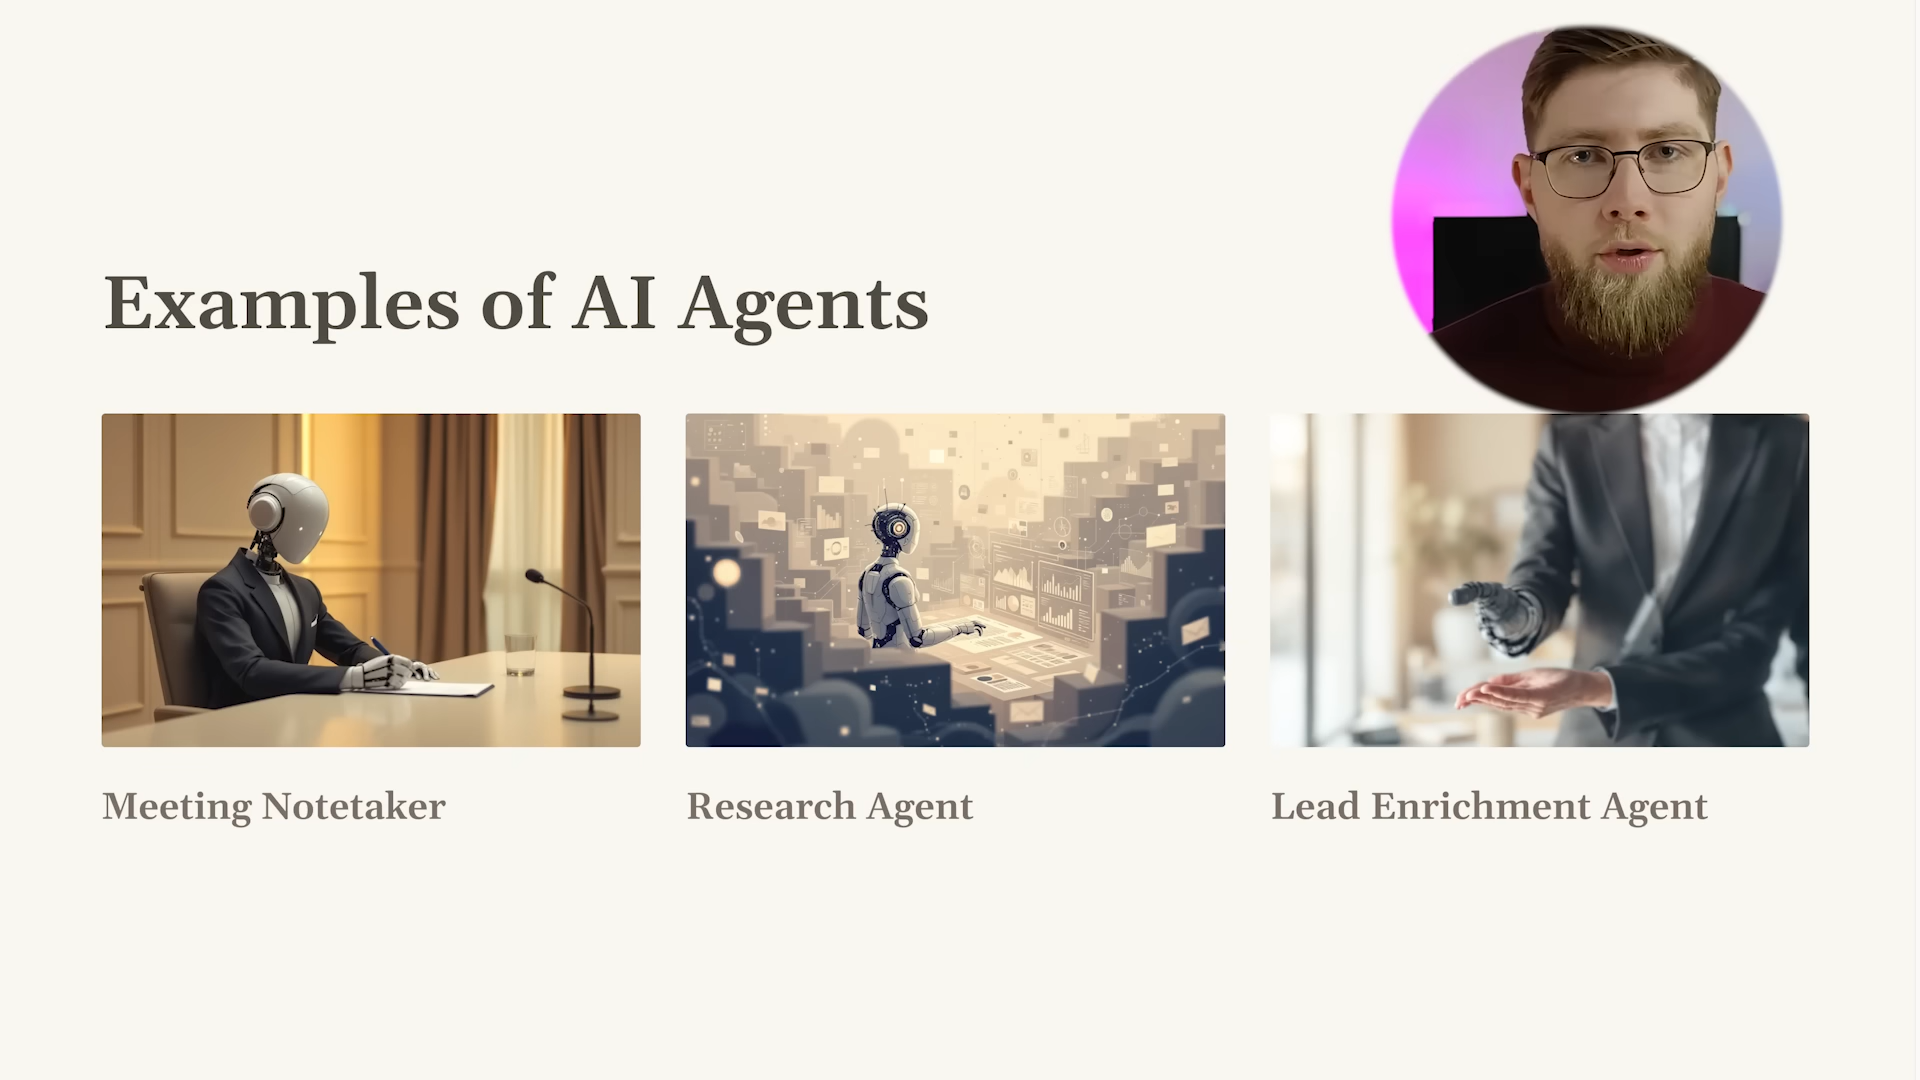 Examples of AI Agents
Meeting Notetaker
Research Agent
Lead Enrichment Agent